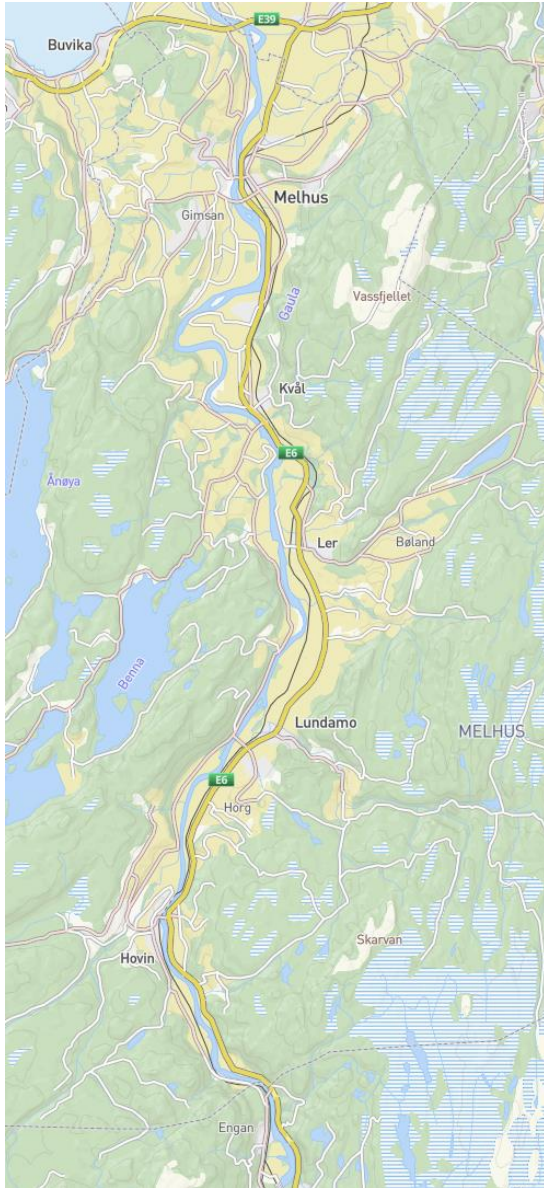 E39
Buvika
n
Melhus
Gimsan
Vassfjellet
Gaula
Kvål
E6
Ånøya
Ler
Bøland
Benna
Lundamo
MELHUS
E6
Horg
Skarvan
Hovin
Engan